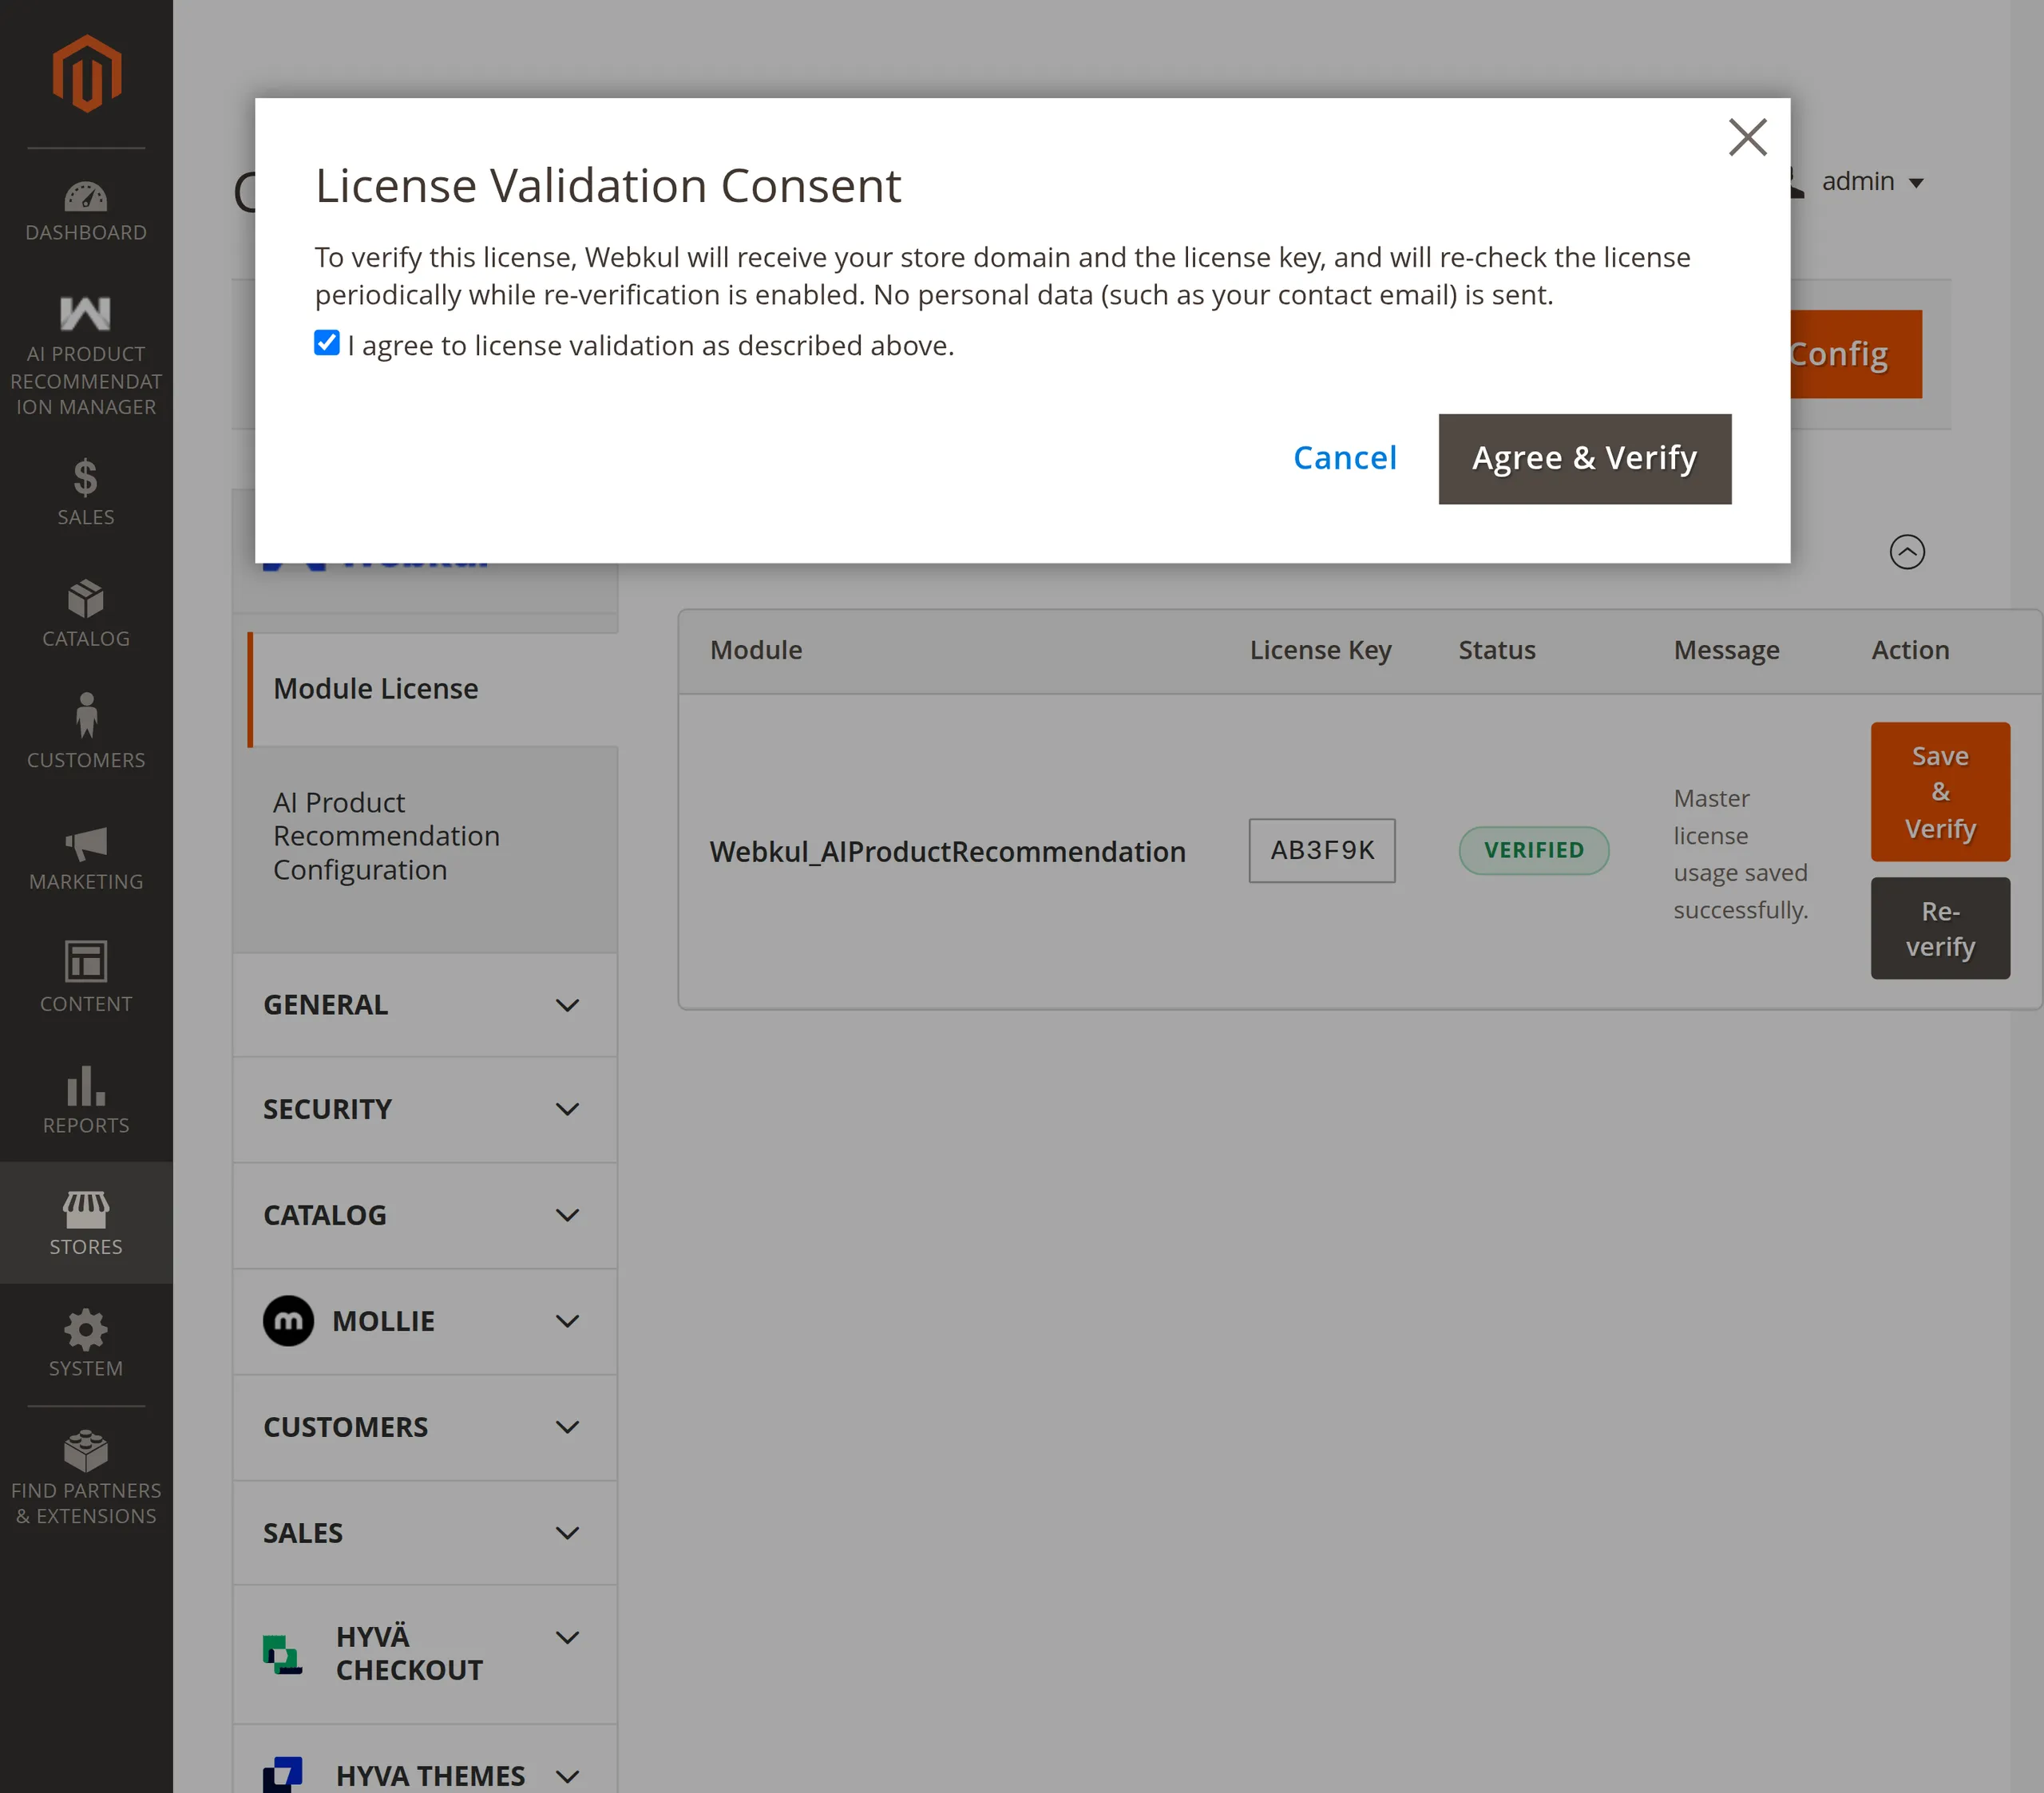 DASHBOARD
AI PRODUCT
RECOMMENDAT
ION MANAGER
SALES
CATALOG
CUSTOMERS
MARKETING
CONTENT
REPORTS
STORES
SYSTEM
FIND PARTNERS
& EXTENSIONS
admin
License Validation Consent
To verify this license, Webkul will receive your store domain and the license key, and will re-check the license
periodically while re-verification is enabled. No personal data (such as your contact email) is sent.
I agree to license validation as described above.
Cancel
Agree & Verify
Config
Module License
AI Product
Recommendation
Configuration
GENERAL
SECURITY
CATALOG
MOLLIE
CUSTOMERS
SALES
HYVÄ
CHECKOUT
HYVA THEMES
Module License Key Status Message Action
Webkul_AIProductRecommendation
AB3F9K
VERIFIED
Master
license
usage saved
successfully.
Save
&
Verify
Re-
verify